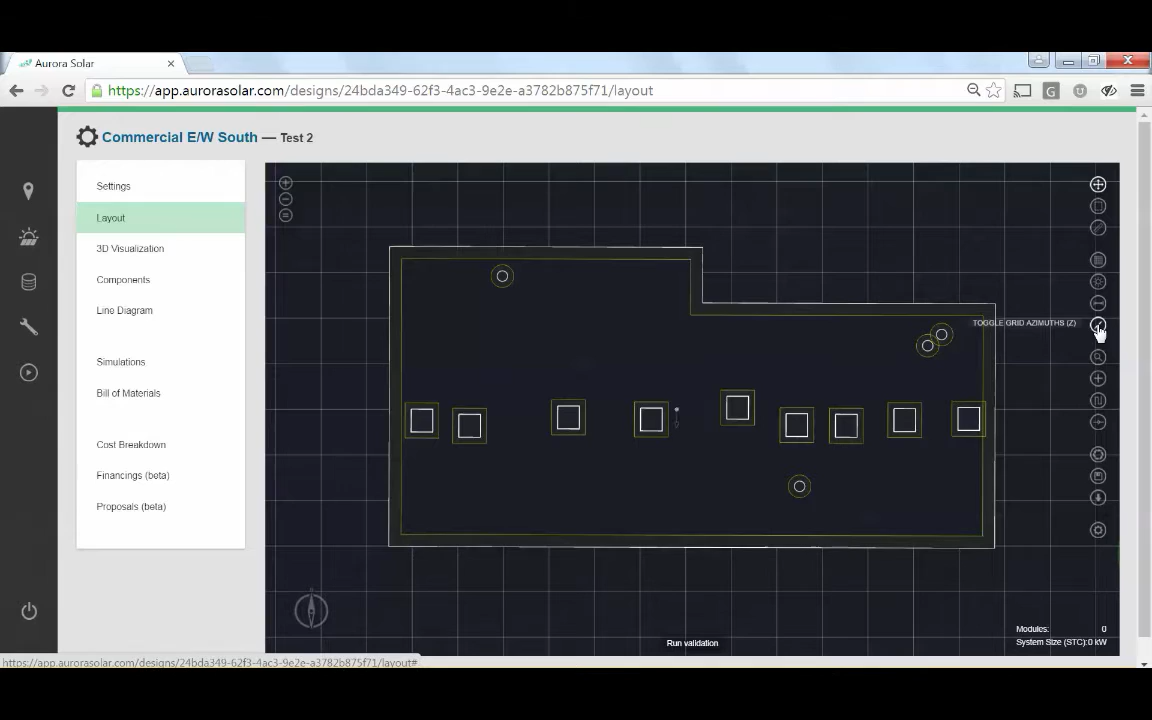 Aurora Solar
https://app.aurorasolar.com/designs/24bda349-62f3-4ac3-9e2e-a3782b875f71/layout
Commercial E/W South — Test 2
Settings
Layout
3D Visualization
Components
Line Diagram
Simulations
Bill of Materials
Cost Breakdown
Financings (beta)
Proposals (beta)
TOGGLE GRID AZIMUTHS (Z)
Modules: 0
System Size (STC): 0 kW
Run validation
https://app.aurorasolar.com/designs/24bda349-62f3-4ac3-9e2e-a3782b875f71/layout#